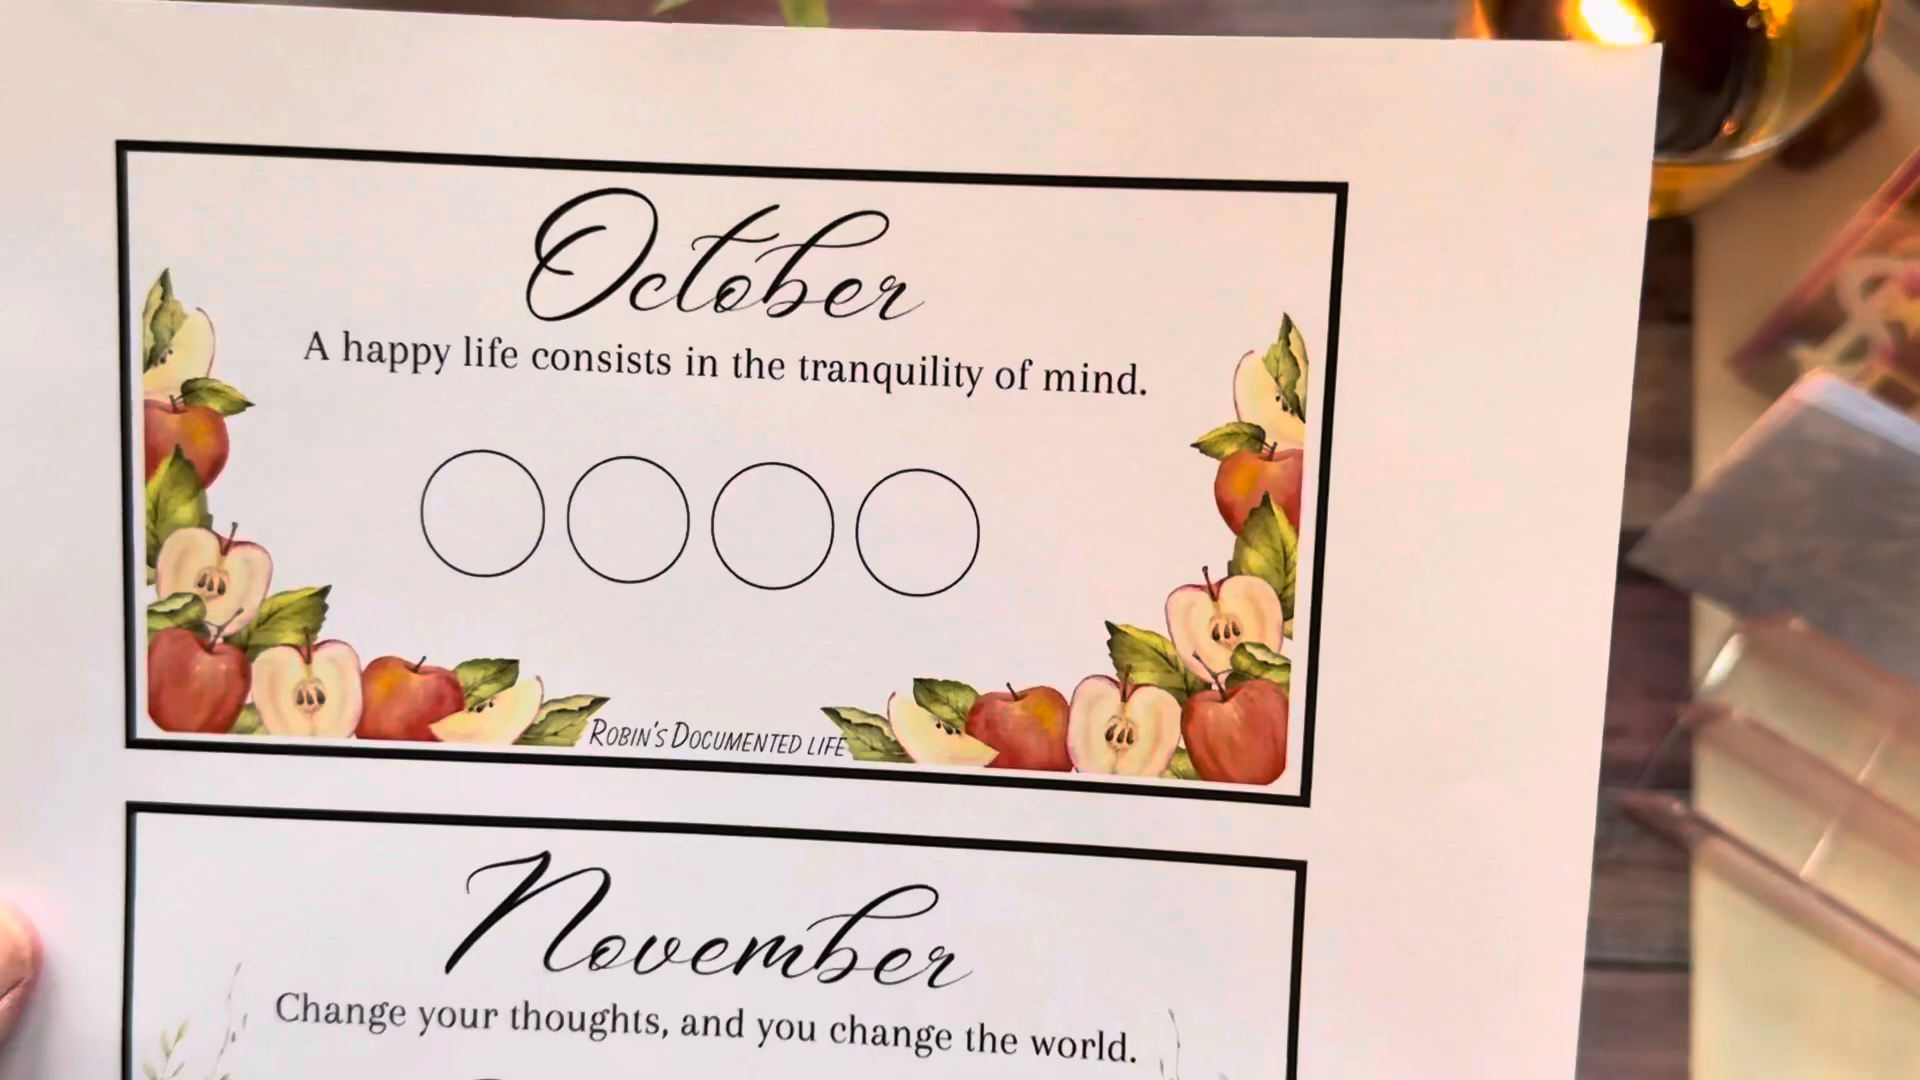 October
A happy life consists in the tranquility of mind.
ROBIN'S DOCUMENTED LIFE
November
Change your thoughts, and you change the world.